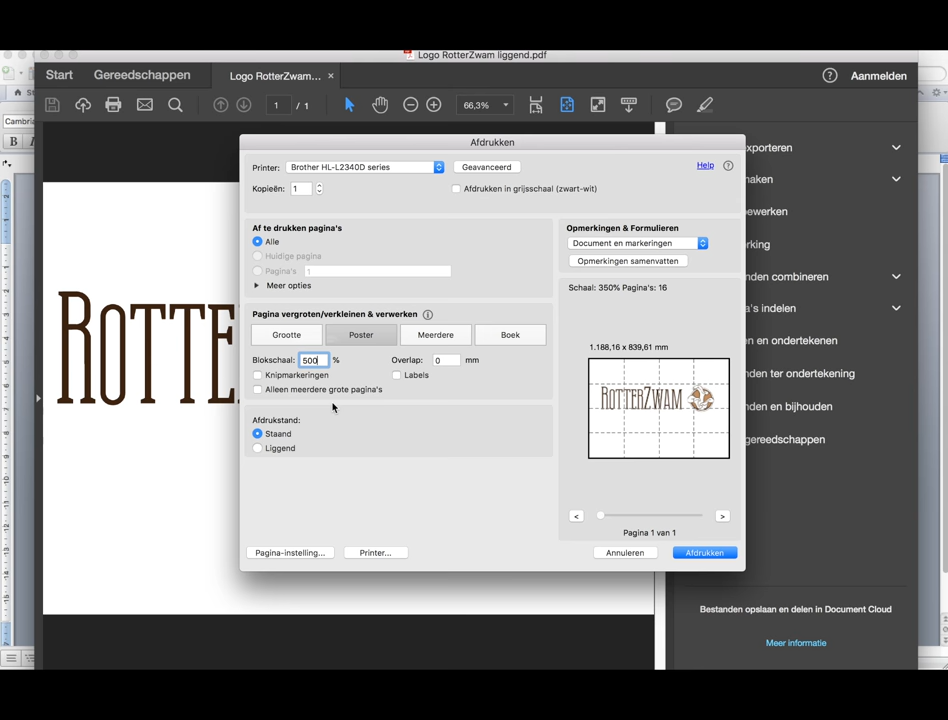 Logo RotterZwam liggend.pdf
Start Gereedschappen Logo RotterZwam... × ? Aanmelden
1 / 1 66,3%
Cambria
B I
Afdrukken
Printer: Brother HL-L2340D series Geavanceerd Help ?
Kopieën: 1 Afdrukken in grijsschaal (zwart-wit)
Af te drukken pagina's
Alle
Huidige pagina
Pagina's 1
Meer opties
Opmerkingen & Formulieren
Document en markeringen
Opmerkingen samenvatten
Pagina vergroten/verkleinen & verwerken i
Grootte Poster Meerdere Boek
Blokschaal: 500 % Overlap: 0 mm
Knipmarkeringen Labels
Alleen meerdere grote pagina's
Afdrukstand:
Staand
Liggend
Schaal: 350% Pagina's: 16
1.188,16 x 839,61 mm
ROTTERZWAM
< >
Pagina 1 van 1
Pagina-instelling... Printer... Annuleren Afdrukken
ROTTE
xporteren
maken
ewerken
rking
nden combineren
a's indelen
en en ondertekenen
nden ter ondertekening
nden en bijhouden
gereedschappen
Bestanden opslaan en delen in Document Cloud
Meer informatie